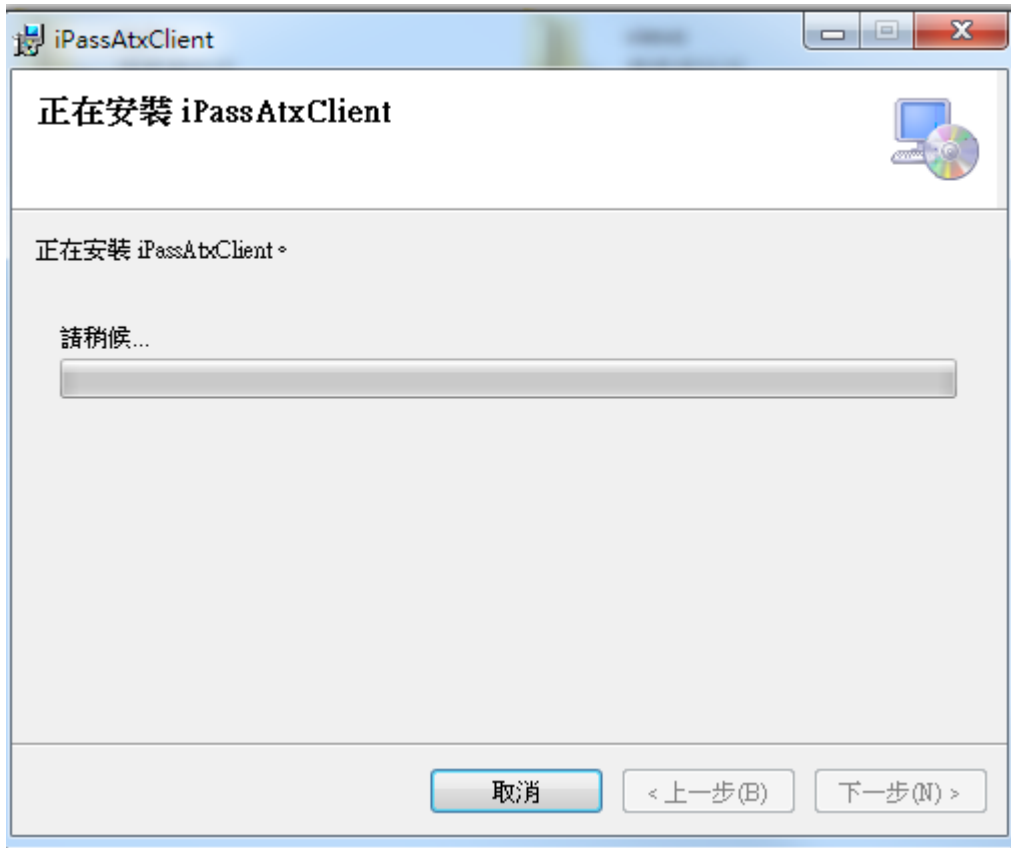 iPassAtxClient
正在安裝 iPassAtxClient
正在安裝 iPassAtxClient。
請稍候...
取消
< 上一步(B)
下一步(N) >